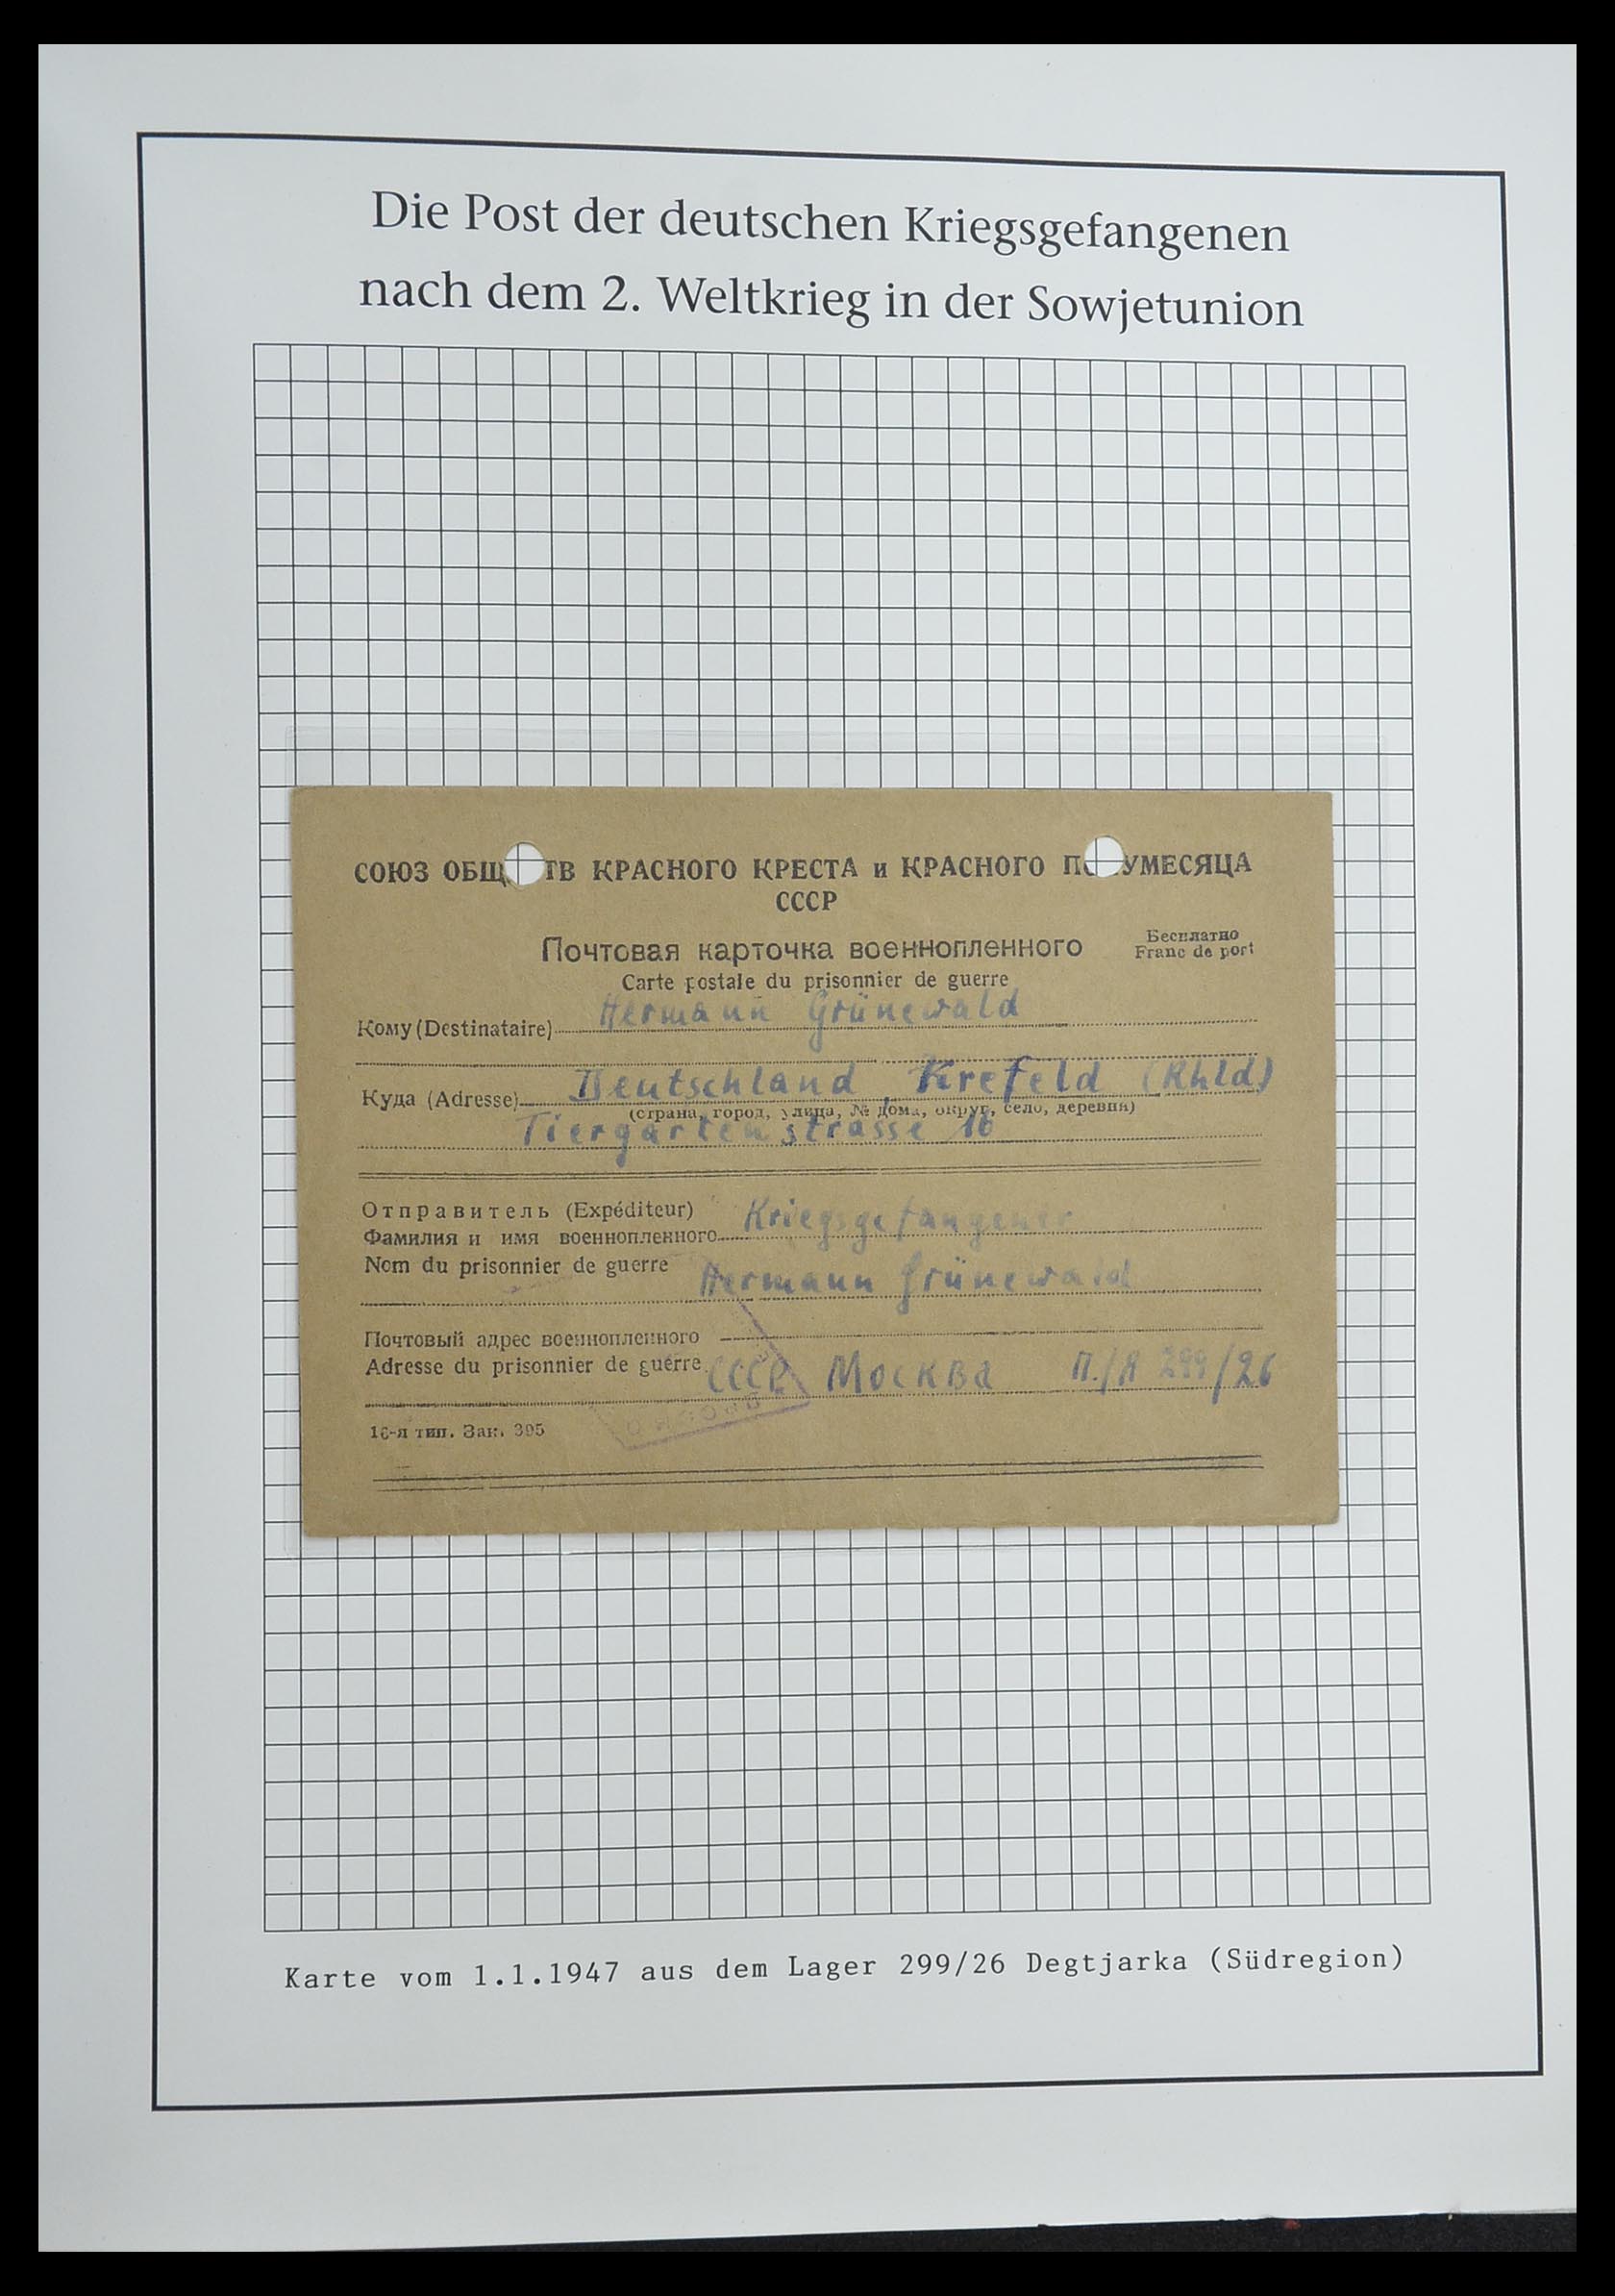 Die Post der deutschen Kriegsgefangenen
nach dem 2. Weltkrieg in der Sowjetunion
СОЮЗ ТВ КРАСНОГО КРЕСТА и КРАСНОГО
СССР
Почтовая карточка военнопленного
Бесплатно
Franc de port
Carte postale du prisonnier de guerre
Кому (Destinataire) Hermann Grünewald
Куда (Adresse) Deutschland, Krefeld (Rhld)
(страна, город, улица, № дома, округ, село, деревня)
Tiergartenstrasse 16
Отправитель (Expéditeur)
Фамилия и имя военнопленного Kriegsgefangener
Nom du prisonnier de guerre Hermann Grünewald
Почтовый адрес военнопленного
Adresse du prisonnier de guerre СССР Москва П./Я 299/26
16-я тип. Зак. 395
Karte vom 1.1.1947 aus dem Lager 299/26 Degtjarka (Südregion)